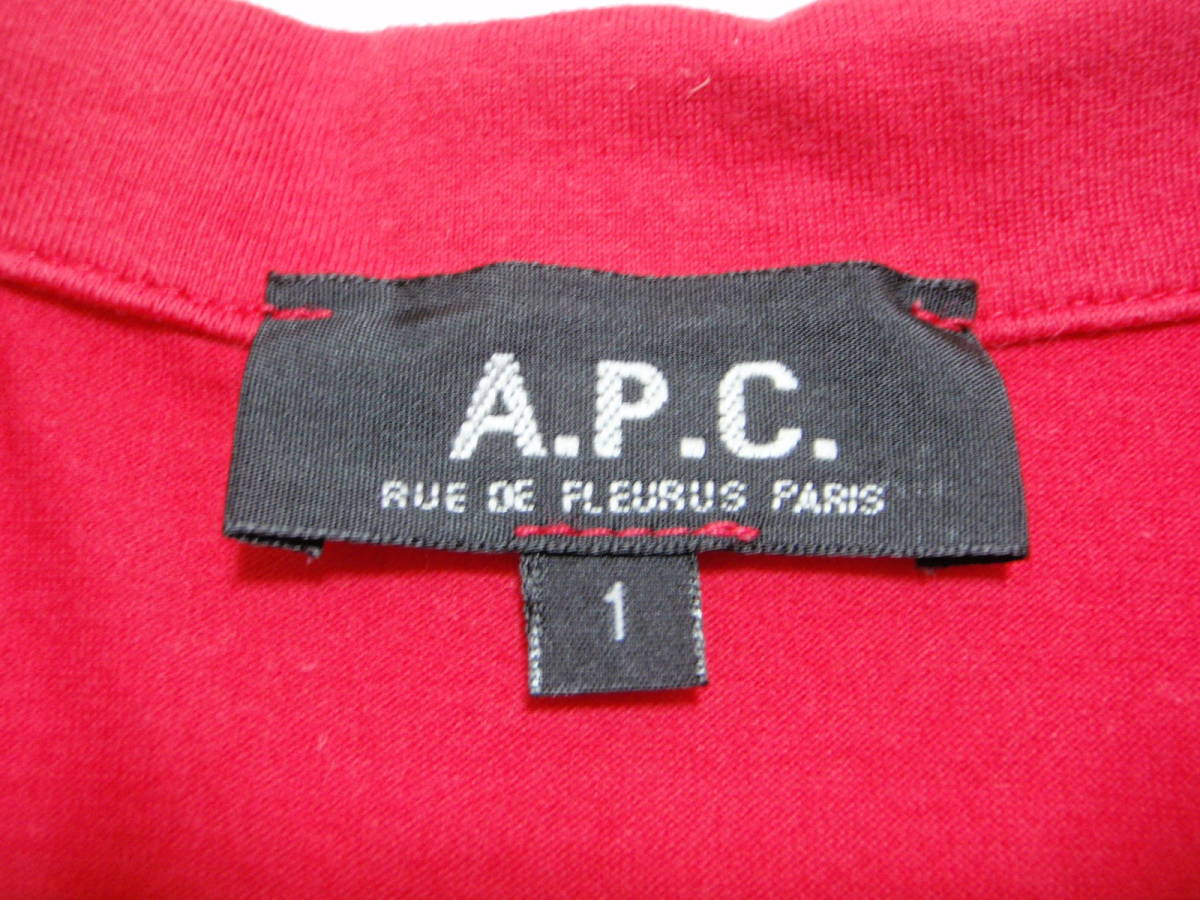 A.P.C.
RUE DE FLEURUS PARIS
1